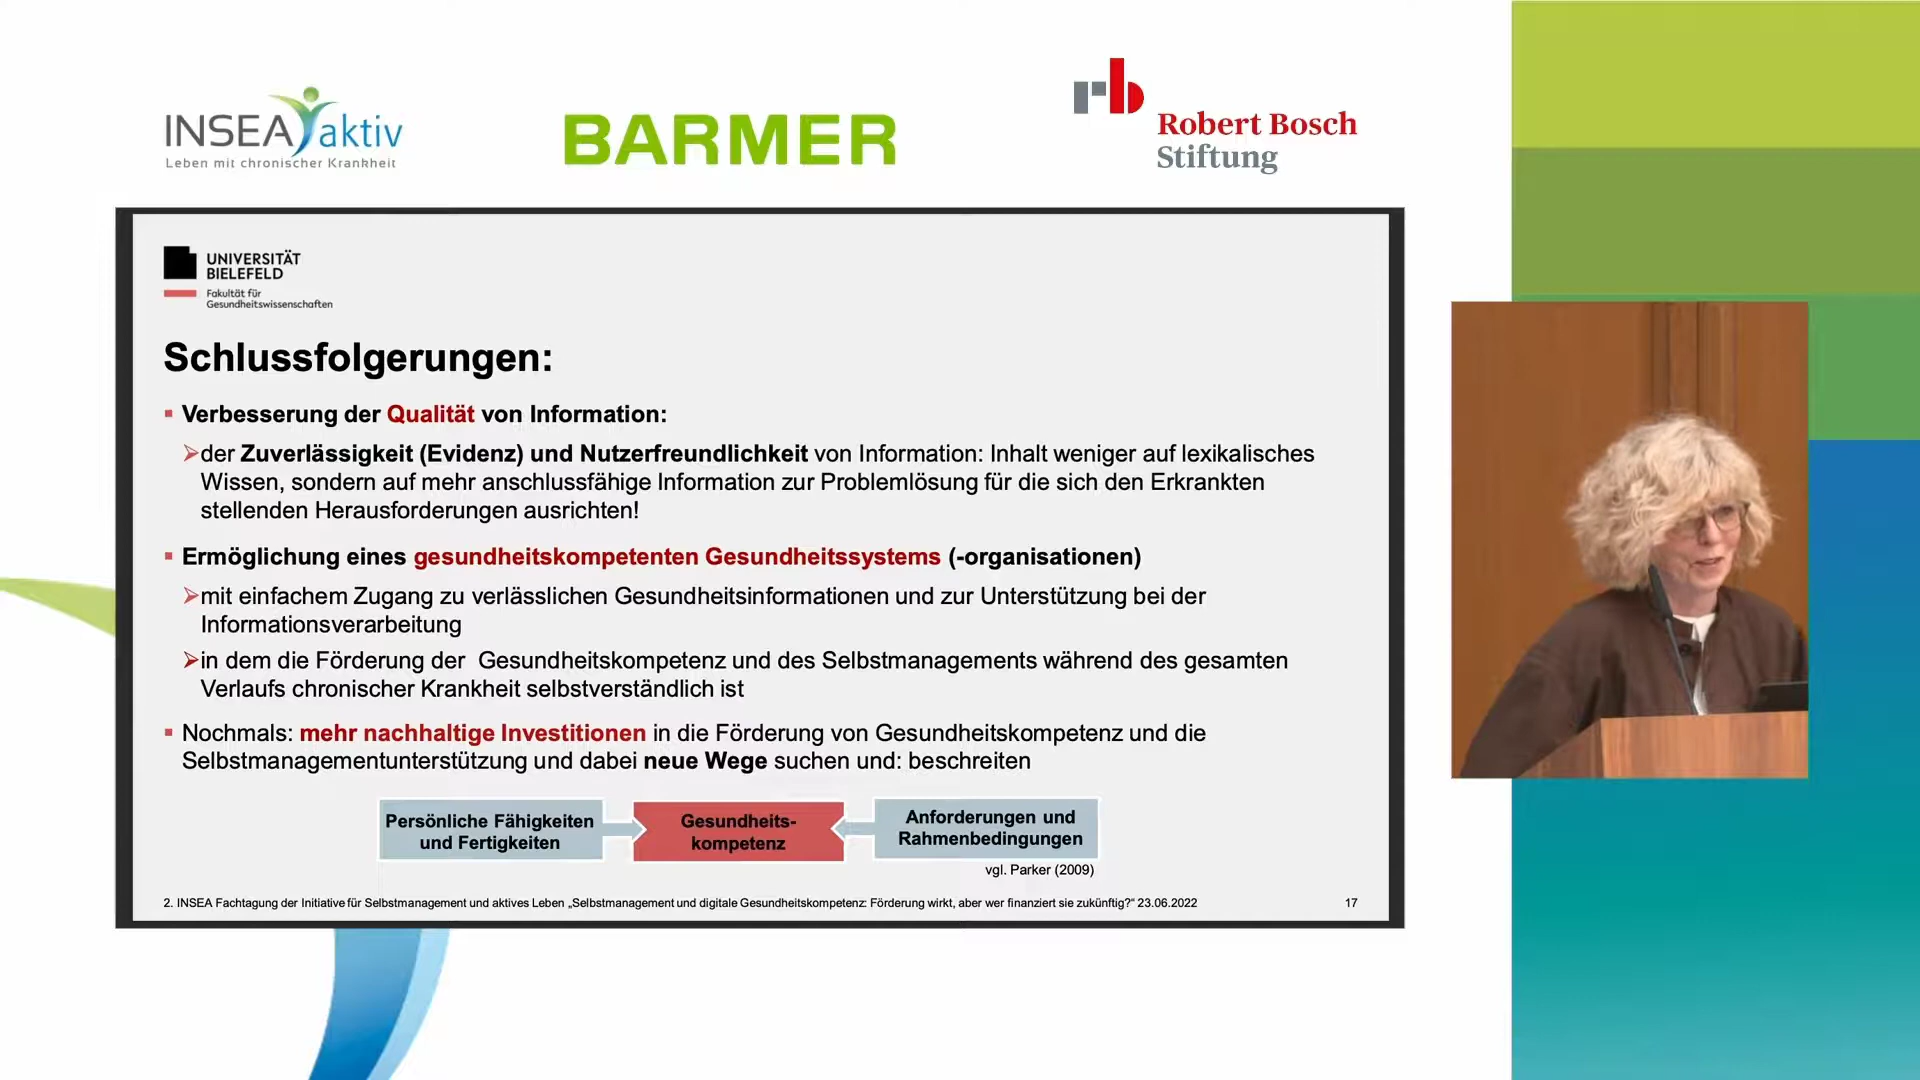 INSEA aktiv
Leben mit chronischer Krankheit
BARMER
rb
Robert Bosch
Stiftung
UNIVERSITÄT
BIELEFELD
Fakultät für
Gesundheitswissenschaften
Schlussfolgerungen:
Verbesserung der Qualität von Information:
der Zuverlässigkeit (Evidenz) und Nutzerfreundlichkeit von Information: Inhalt weniger auf lexikalisches
Wissen, sondern auf mehr anschlussfähige Information zur Problemlösung für die sich den Erkrankten
stellenden Herausforderungen ausrichten!
Ermöglichung eines gesundheitskompetenten Gesundheitssystems (-organisationen)
mit einfachem Zugang zu verlässlichen Gesundheitsinformationen und zur Unterstützung bei der
Informationsverarbeitung
in dem die Förderung der Gesundheitskompetenz und des Selbstmanagements während des gesamten
Verlaufs chronischer Krankheit selbstverständlich ist
Nochmals: mehr nachhaltige Investitionen in die Förderung von Gesundheitskompetenz und die
Selbstmanagementunterstützung und dabei neue Wege suchen und: beschreiten
Persönliche Fähigkeiten
und Fertigkeiten
Gesundheits-
kompetenz
Anforderungen und
Rahmenbedingungen
vgl. Parker (2009)
2. INSEA Fachtagung der Initiative für Selbstmanagement und aktives Leben „Selbstmanagement und digitale Gesundheitskompetenz: Förderung wirkt, aber wer finanziert sie zukünftig?“ 23.06.2022
17